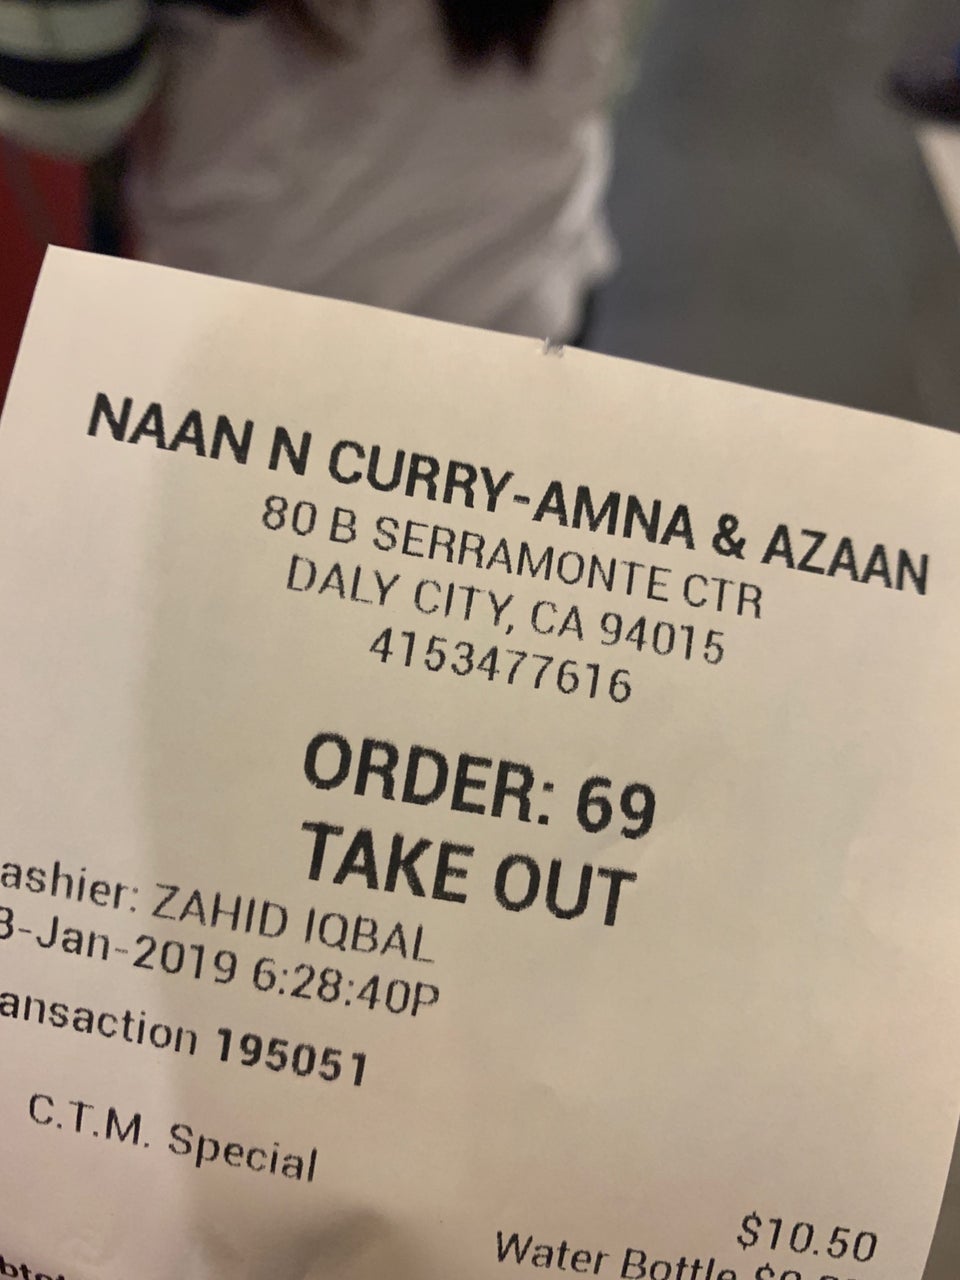 NAAN N CURRY-AMNA & AZAAN
80 B SERRAMONTE CTR
DALY CITY, CA 94015
4153477616
ORDER: 69
TAKE OUT
ashier: ZAHID IQBAL
-Jan-2019 6:28:40P
ansaction 195051
C.T.M. Special
$10.50
Water Bottle